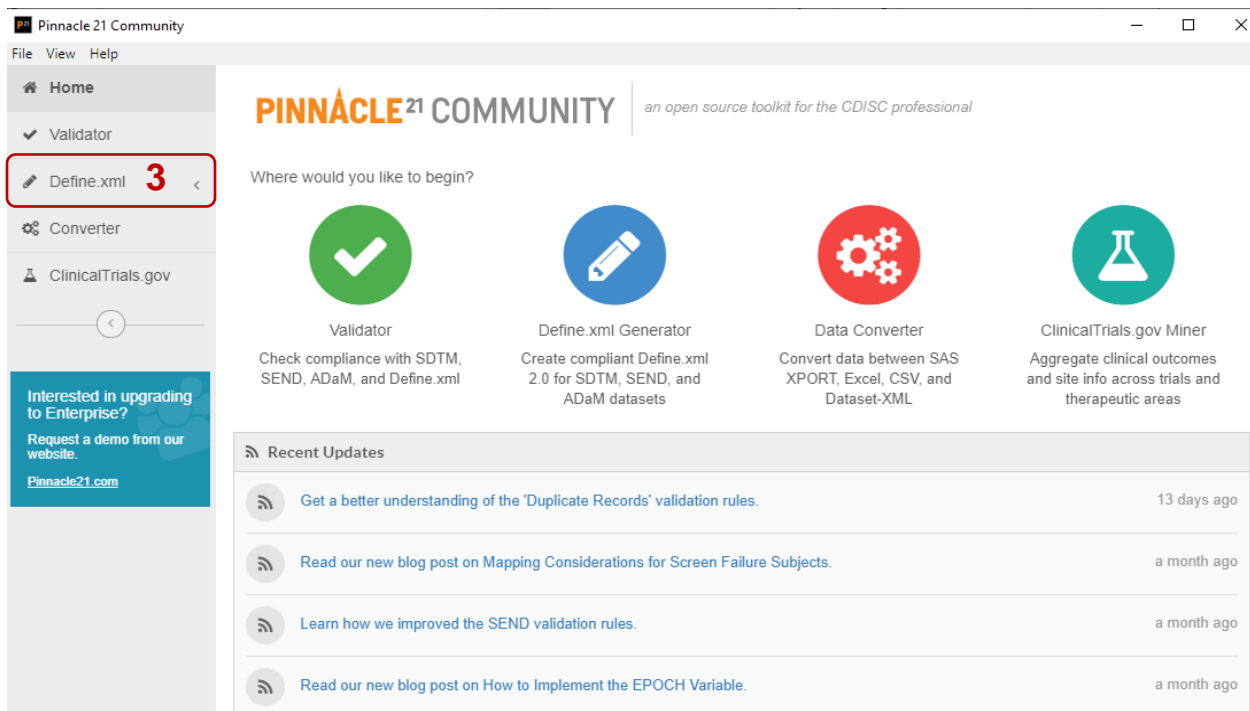 P21 Pinnacle 21 Community
File View Help
Home
Validator
Define.xml 3
Converter
ClinicalTrials.gov
Interested in upgrading
to Enterprise?
Request a demo from our
website.
Pinnacle21.com
PINNACLE21 COMMUNITY
an open source toolkit for the CDISC professional
Where would you like to begin?
Validator
Check compliance with SDTM,
SEND, ADaM, and Define.xml
Define.xml Generator
Create compliant Define.xml
2.0 for SDTM, SEND, and
ADaM datasets
Data Converter
Convert data between SAS
XPORT, Excel, CSV, and
Dataset-XML
ClinicalTrials.gov Miner
Aggregate clinical outcomes
and site info across trials and
therapeutic areas
Recent Updates
Get a better understanding of the 'Duplicate Records' validation rules. 13 days ago
Read our new blog post on Mapping Considerations for Screen Failure Subjects. a month ago
Learn how we improved the SEND validation rules. a month ago
Read our new blog post on How to Implement the EPOCH Variable. a month ago